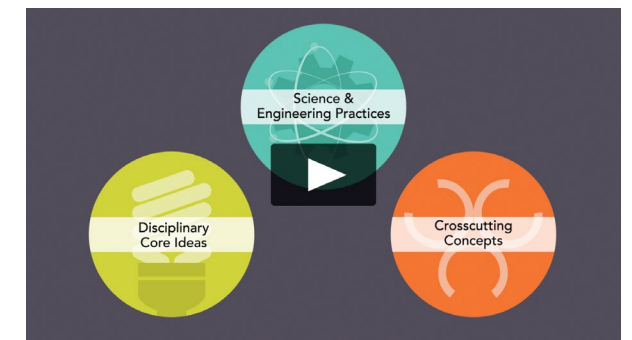 Science &
Engineering Practices
Disciplinary
Core Ideas
Crosscutting
Concepts